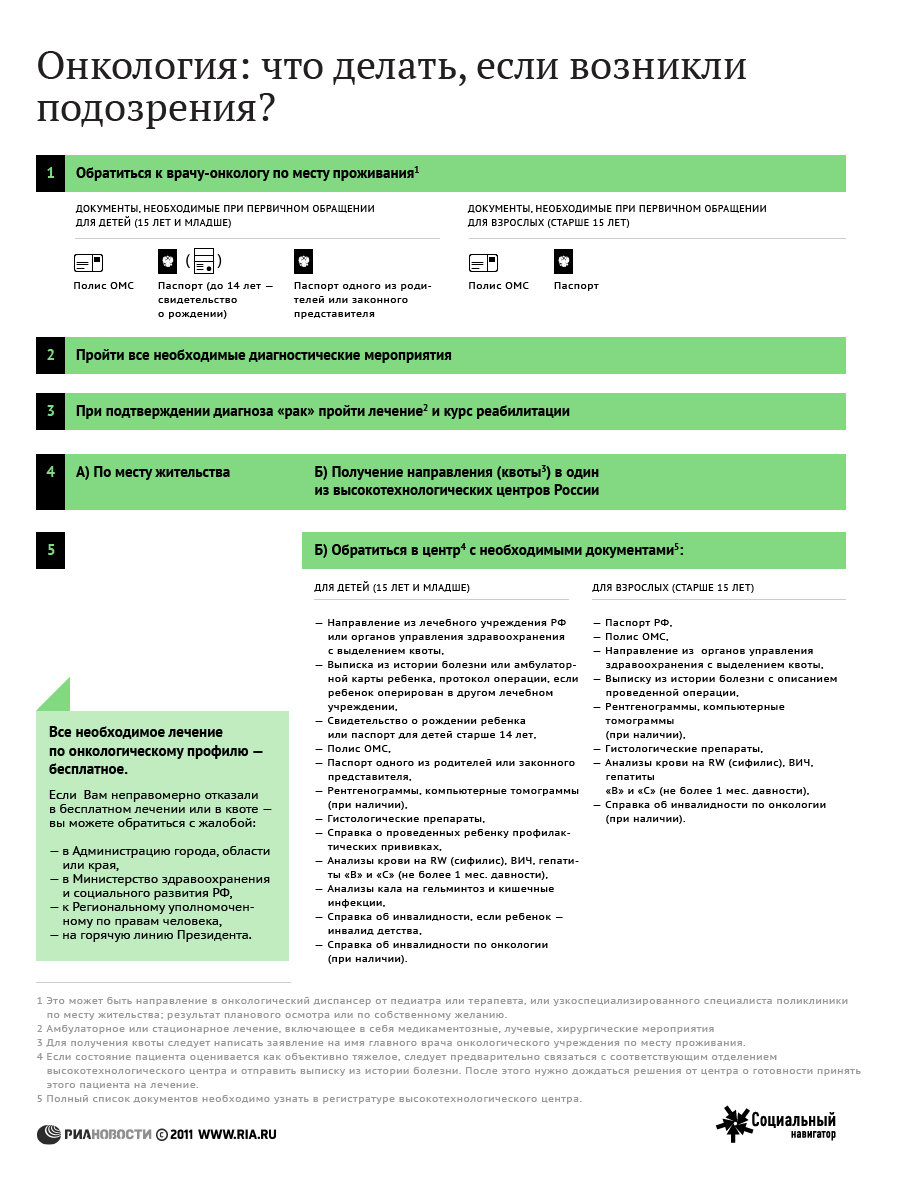 Онкология: что делать, если возникли
подозрения?
1 Обратиться к врачу-онкологу по месту проживания1
ДОКУМЕНТЫ, НЕОБХОДИМЫЕ ПРИ ПЕРВИЧНОМ ОБРАЩЕНИИ
ДЛЯ ДЕТЕЙ (15 ЛЕТ И МЛАДШЕ)
Полис ОМС
( )
Паспорт (до 14 лет —
свидетельство
о рождении)
Паспорт одного из роди-
телей или законного
представителя
ДОКУМЕНТЫ, НЕОБХОДИМЫЕ ПРИ ПЕРВИЧНОМ ОБРАЩЕНИИ
ДЛЯ ВЗРОСЛЫХ (СТАРШЕ 15 ЛЕТ)
Полис ОМС
Паспорт
2 Пройти все необходимые диагностические мероприятия
3 При подтверждении диагноза «рак» пройти лечение2 и курс реабилитации
4 А) По месту жительства
Б) Получение направления (квоты3) в один
из высокотехнологических центров России
5
Б) Обратиться в центр4 с необходимыми документами5:
ДЛЯ ДЕТЕЙ (15 ЛЕТ И МЛАДШЕ)
— Направление из лечебного учреждения РФ
или органов управления здравоохранения
с выделением квоты,
— Выписка из истории болезни или амбулатор-
ной карты ребенка, протокол операции, если
ребенок оперирован в другом лечебном
учреждении,
— Свидетельство о рождении ребенка
или паспорт для детей старше 14 лет,
— Полис ОМС,
— Паспорт одного из родителей или законного
представителя,
— Рентгенограммы, компьютерные томограммы
(при наличии),
— Гистологические препараты,
— Справка о проведенных ребенку профилак-
тических прививках,
— Анализы крови на RW (сифилис), ВИЧ, гепати-
ты «В» и «С» (не более 1 мес. давности),
— Анализы кала на гельминтоз и кишечные
инфекции,
— Справка об инвалидности, если ребенок —
инвалид детства,
— Справка об инвалидности по онкологии
(при наличии).
ДЛЯ ВЗРОСЛЫХ (СТАРШЕ 15 ЛЕТ)
— Паспорт РФ,
— Полис ОМС,
— Направление из органов управления
здравоохранения с выделением квоты,
— Выписку из истории болезни с описанием
проведенной операции,
— Рентгенограммы, компьютерные
томограммы
(при наличии),
— Гистологические препараты,
— Анализы крови на RW (сифилис), ВИЧ,
гепатиты
«В» и «С» (не более 1 мес. давности),
— Справка об инвалидности по онкологии
(при наличии).
Все необходимое лечение
по онкологическому профилю —
бесплатное.
Если Вам неправомерно отказали
в бесплатном лечении или в квоте —
вы можете обратиться с жалобой:
— в Администрацию города, области
или края,
— в Министерство здравоохранения
и социального развития РФ,
— к Региональному уполномочен-
ному по правам человека,
— на горячую линию Президента.
1 Это может быть направление в онкологический диспансер от педиатра или терапевта, или узкоспециализированного специалиста поликлиники
по месту жительства; результат планового осмотра или по собственному желанию.
2 Амбулаторное или стационарное лечение, включающее в себя медикаментозные, лучевые, хирургические мероприятия
3 Для получения квоты следует написать заявление на имя главного врача онкологического учреждения по месту проживания.
4 Если состояние пациента оценивается как объективно тяжелое, следует предварительно связаться с соответствующим отделением
высокотехнологического центра и отправить выписку из истории болезни. После этого нужно дождаться решения от центра о готовности принять
этого пациента на лечение.
5 Полный список документов необходимо узнать в регистратуре высокотехнологического центра.
РИАНОВОСТИ © 2011 WWW.RIA.RU
Социальный
навигатор